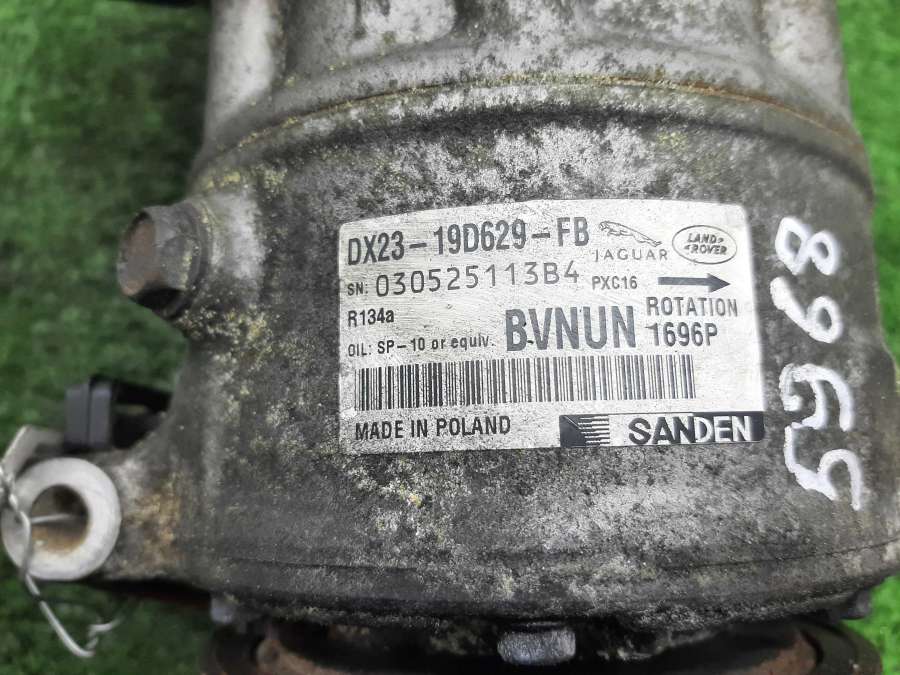 DX23-19D629-FB
JAGUAR
LAND ROVER
SN: 030525113B4 PXC16
R134a
ROTATION
OIL: SP-10 or equiv. BVNUN 1696P
MADE IN POLAND
SANDEN
5968